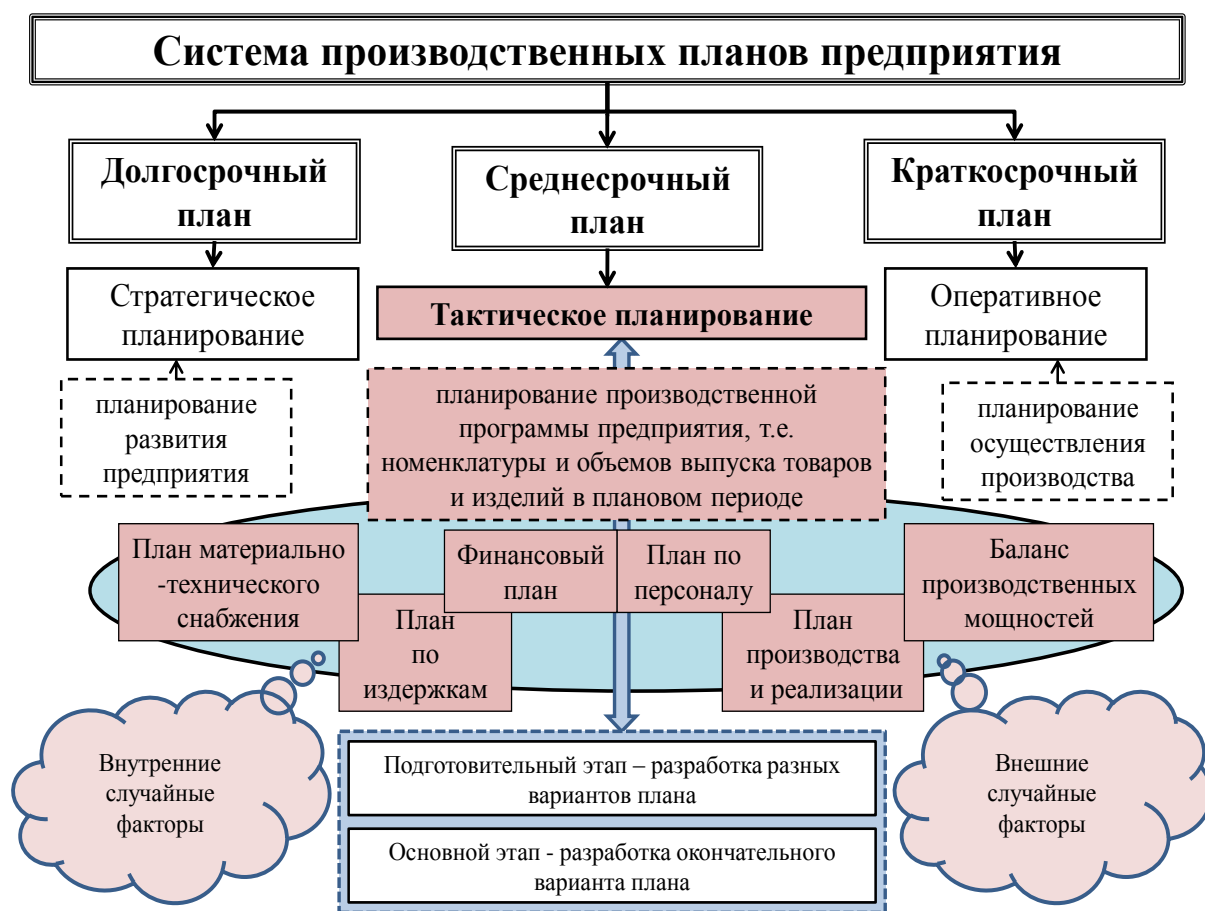 Система производственных планов предприятия
Долгосрочный
план
Среднесрочный
план
Краткосрочный
план
Стратегическое
планирование
Тактическое планирование
Оперативное
планирование
планирование
развития
предприятия
планирование производственной
программы предприятия, т.е.
номенклатуры и объемов выпуска товаров
и изделий в плановом периоде
планирование
осуществления
производства
План материально
-технического
снабжения
Финансовый
план
План по
персоналу
Баланс
производственных
мощностей
План
по
издержкам
План
производства
и реализации
Внутренние
случайные
факторы
Подготовительный этап – разработка разных
вариантов плана
Основной этап - разработка окончательного
варианта плана
Внешние
случайные
факторы